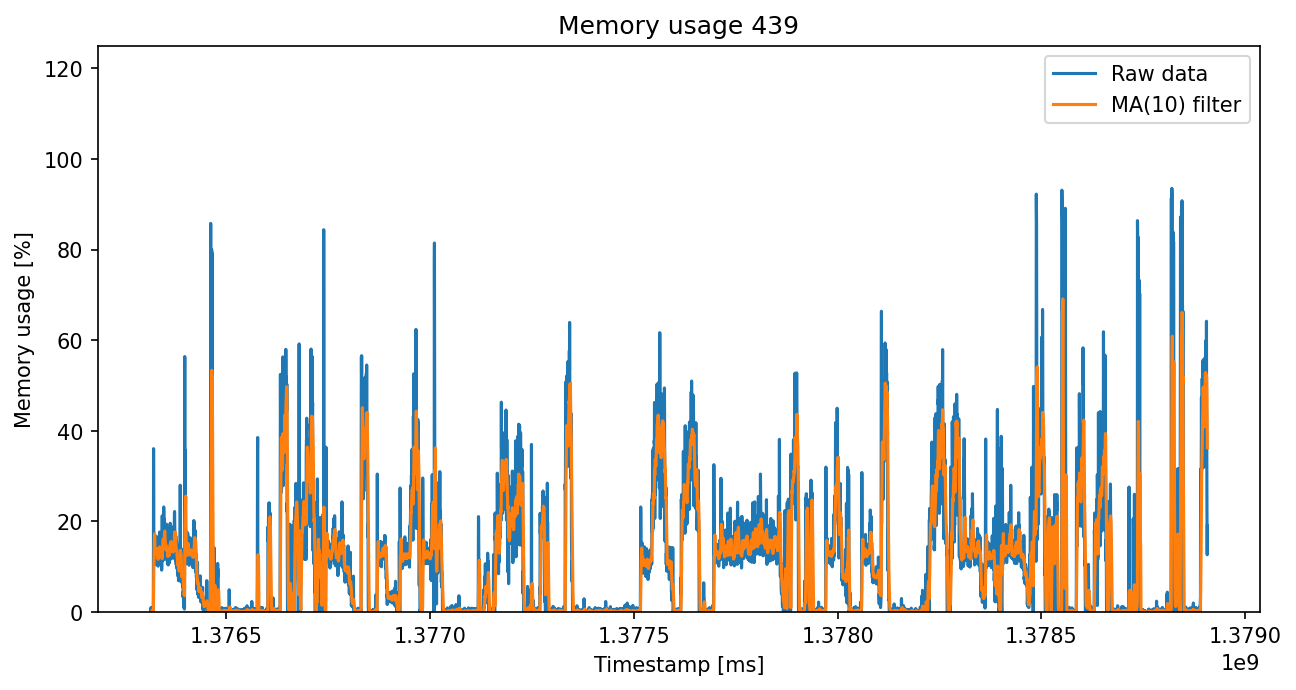 Memory usage 439
Raw data
MA(10) filter
Memory usage [%]
120
100
80
60
40
20
0
1.3765 1.3770 1.3775 1.3780 1.3785 1.3790
1e9
Timestamp [ms]